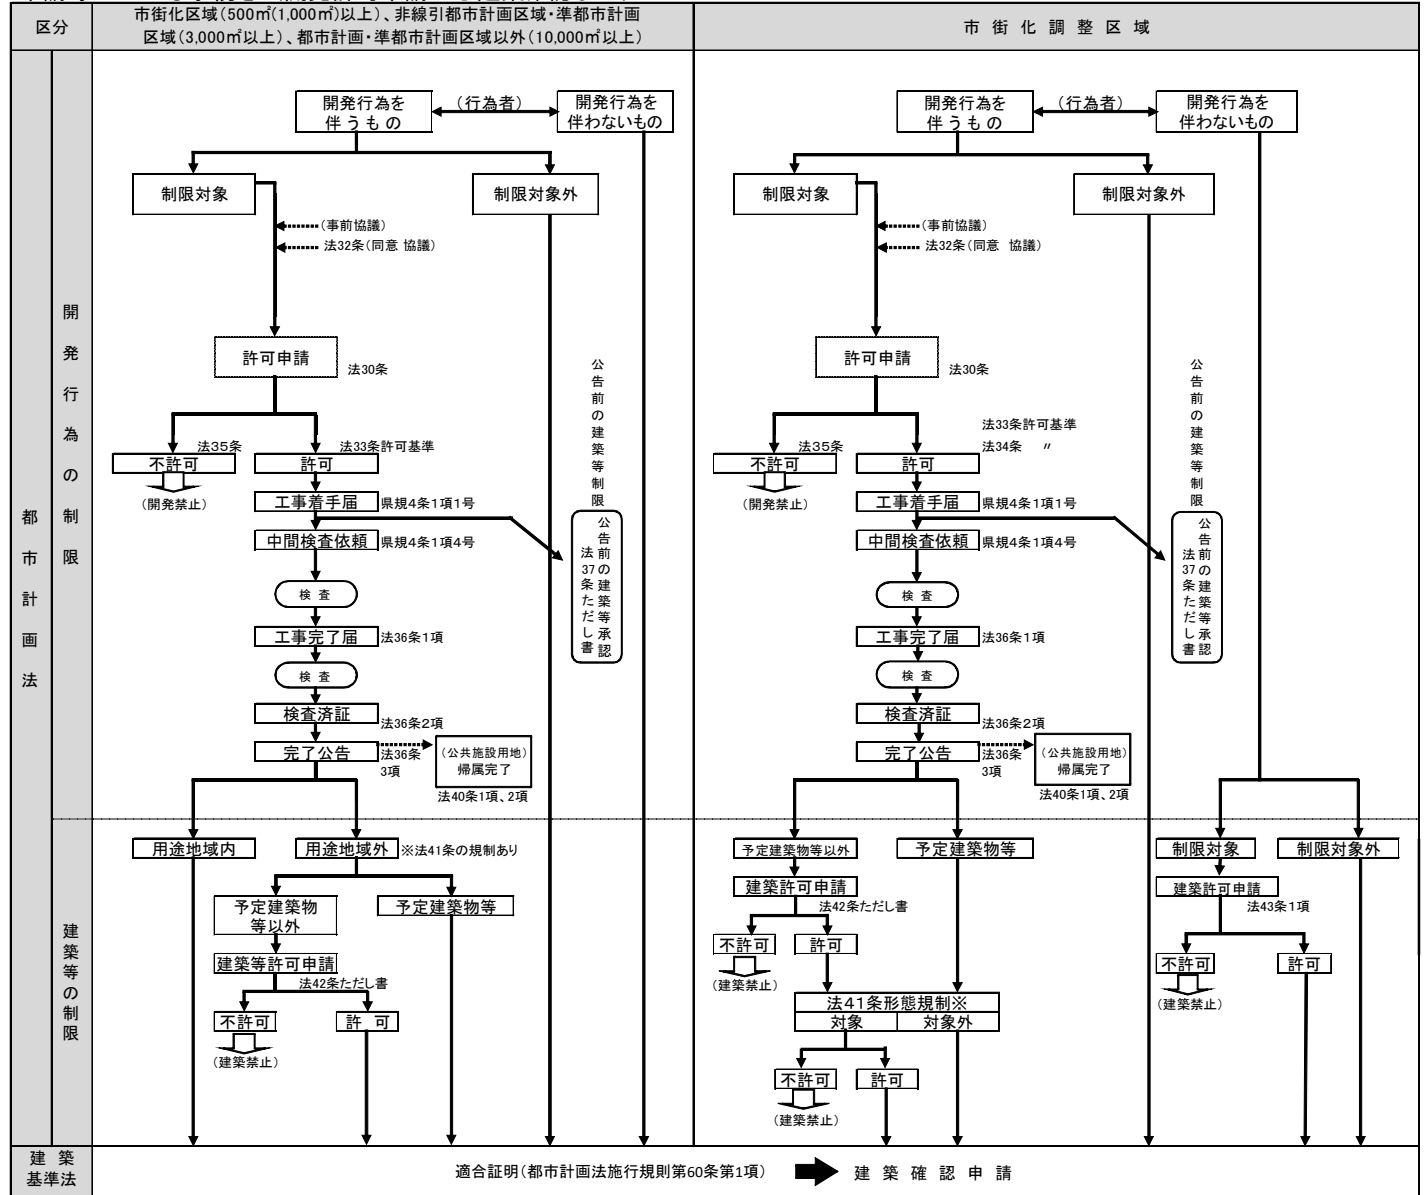 区分
市街化区域(500㎡(1,000㎡)以上)、非線引都市計画区域・準都市計画
区域(3,000㎡以上)、都市計画・準都市計画区域以外(10,000㎡以上)
市街化調整区域
都市計画法
開発行為の制限
開発行為を
伴うもの
(行為者)
開発行為を
伴わないもの
制限対象
制限対象外
(事前協議)
法32条(同意 協議)
許可申請
法30条
法35条
不許可
(開発禁止)
法33条許可基準
許可
工事着手届
県規4条1項1号
中間検査依頼
県規4条1項4号
検 査
工事完了届
法36条1項
検 査
検査済証
法36条2項
完了公告
法36条
3項
(公共施設用地)
帰属完了
法40条1項、2項
公告前の建築等制限
公告前の建築等承認
法37条ただし書
開発行為を
伴うもの
(行為者)
開発行為を
伴わないもの
制限対象
制限対象外
(事前協議)
法32条(同意 協議)
許可申請
法30条
法33条許可基準
法34条 〃
法35条
不許可
(開発禁止)
許可
工事着手届
県規4条1項1号
中間検査依頼
県規4条1項4号
検 査
工事完了届
法36条1項
検 査
検査済証
法36条2項
完了公告
法36条
3項
(公共施設用地)
帰属完了
法40条1項、2項
公告前の建築等制限
公告前の建築等承認
法37条ただし書
建築等の制限
用途地域内
用途地域外
※法41条の規制あり
予定建築物
等以外
予定建築物等
建築等許可申請
法42条ただし書
不許可
許 可
(建築禁止)
予定建築物等以外
予定建築物等
建築許可申請
法42条ただし書
不許可
許可
(建築禁止)
法41条形態規制※
対象
対象外
不許可
許可
(建築禁止)
制限対象
制限対象外
建築許可申請
法43条1項
不許可
許可
(建築禁止)
建築
基準法
適合証明(都市計画法施行規則第60条第1項)
建築確認申請